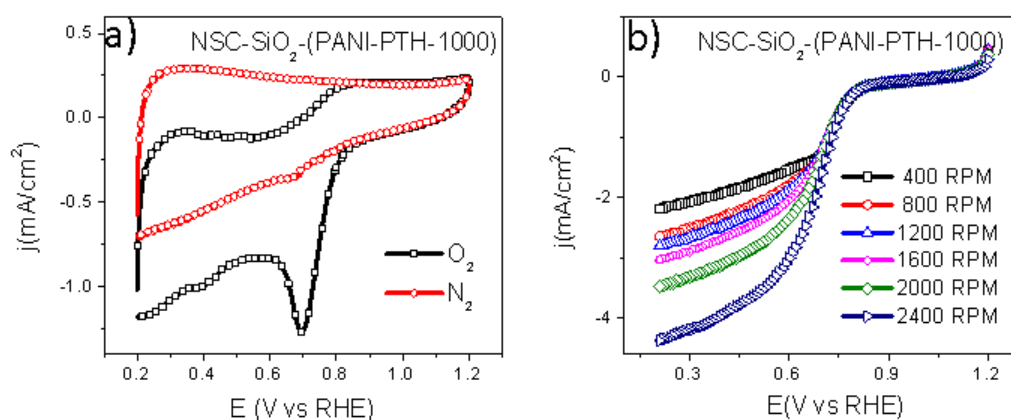 a)
NSC-SiO₂-(PANI-PTH-1000)
0.5
0.0
-0.5
-1.0
j(mA/cm²)
O₂
N₂
0.2 0.4 0.6 0.8 1.0 1.2
E (V vs RHE)
b)
NSC-SiO₂-(PANI-PTH-1000)
0
-2
-4
j(mA/cm²)
400 RPM
800 RPM
1200 RPM
1600 RPM
2000 RPM
2400 RPM
0.3 0.6 0.9 1.2
E(V vs RHE)